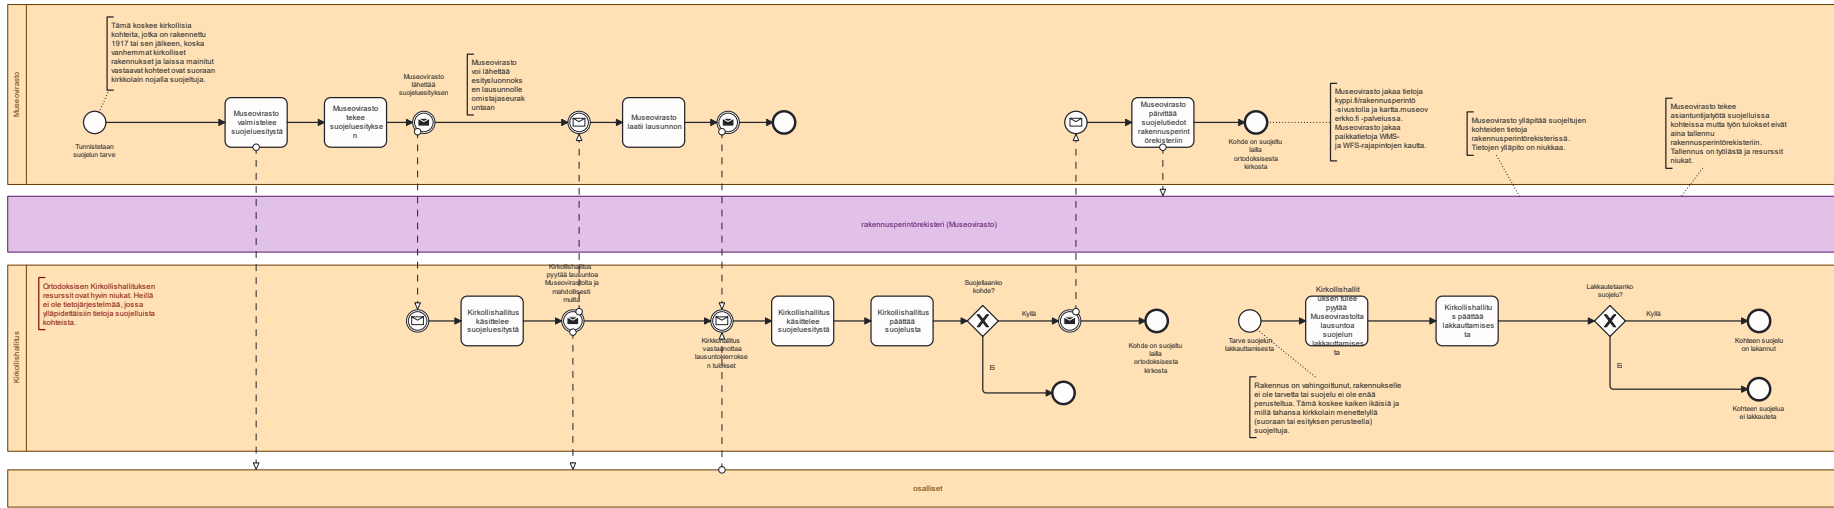 Museovirasto
Tämä koskee kirkollisia
kohteita, jotka on rakennettu
1917 tai sen jälkeen, koska
vanhemmat kirkolliset
rakennukset ja laissa mainitut
vastaavat kohteet ovat suoraan
kirkkolain nojalla suojeltuja.
Tunnistetaan
suojelun tarve
Museovirasto
valmistelee
suojeluesitystä
Museovirasto
tekee
suojeluesitykse
n
Museovirasto
lähettää
suojeluesityksen
Museovirasto
voi lähettää
esitysluonnoks
en lausunnolle
omistajaseurak
untaan
Museovirasto
laatii lausunnon
Museovirasto
päivittää
suojelutiedot
rakennusperint
örekisteriin
Kohde on suojeltu
lailla
ortodoksisesta
kirkosta
Museovirasto jakaa tietoja
kyppi.fi/rakennusperintö
-sivustolla ja kartta.museov
erkko.fi -palvelussa.
Museovirasto jakaa
paikkatietoja WMS-
ja WFS-rajapintojen kautta.
Museovirasto ylläpitää suojeltujen
kohteiden tietoja
rakennusperintörekisterissä.
Tietojen ylläpito on niukkaa.
Museovirasto tekee
asiantuntijatyötä suojelluissa
kohteissa mutta työn tulokset eivät
aina tallennu
rakennusperintörekisteriin.
Tallennus on työlästä ja resurssit
niukat.
rakennusperintörekisteri (Museovirasto)
Kirkollishallitus
Ortodoksisen Kirkollishallituksen
resurssit ovat hyvin niukat. Heillä
ei ole tietojärjestelmää, jossa
ylläpidettäisiin tietoja suojelluista
kohteista.
Kirkollishallitus
käsittelee
suojeluesitystä
Kirkollishallitus
pyytää lausuntoa
Museovirastolta ja
mahdollisesti
muilta
Kirkkohallitus
vastaanottaa
lausuntokierrokse
n tulokset
Kirkollishallitus
käsittelee
suojeluesitystä
Kirkollishallitus
päättää
suojelusta
Suojellaanko
kohde?
Kyllä
Ei
Kohde on suojeltu
lailla
ortodoksisesta
kirkosta
Tarve suojelun
lakkauttamisesta
Kirkollishallit
uksen tulee
pyytää
Museovirastolta
lausuntoa
suojelun
lakkauttamises
ta
Kirkollishallitu
s päättää
lakkauttamises
ta
Lakkautetaanko
suojelu?
Kyllä
Ei
Kohteen suojelu
on lakannut
Kohteen suojelua
ei lakkauteta
Rakennus on vahingoittunut, rakennukselle
ei ole tarvetta tai suojelu ei ole enää
perusteltua. Tämä koskee kaiken ikäisiä ja
millä tahansa kirkkolain menettelyllä
(suoraan tai esityksen perusteella)
suojeltuja.
osalliset